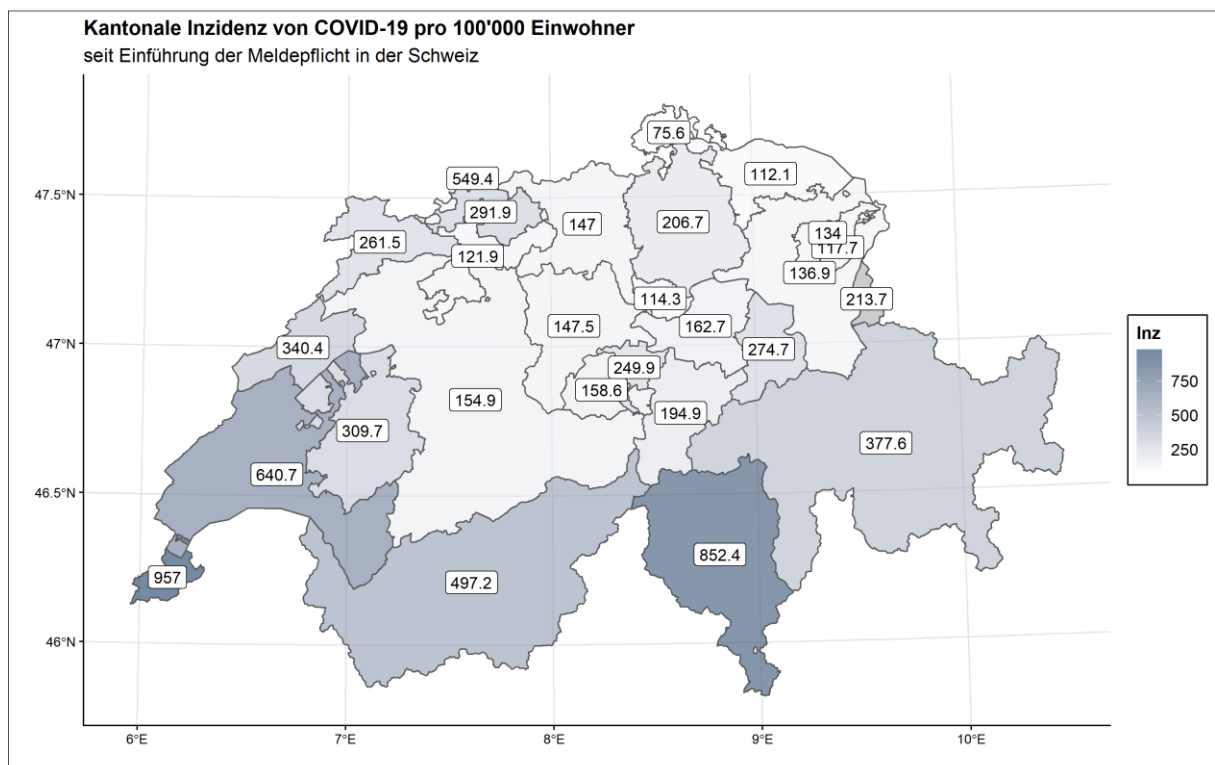 Kantonale Inzidenz von COVID-19 pro 100'000 Einwohner
seit Einführung der Meldepflicht in der Schweiz
75.6
47.5°N
549.4
112.1
291.9
147
206.7
134
117.7
261.5
121.9
136.9
114.3
213.7
147.5
162.7
47°N
340.4
274.7
249.9
158.6
154.9
194.9
309.7
377.6
640.7
46.5°N
852.4
957
497.2
46°N
6°E
7°E
8°E
9°E
10°E
Inz
750
500
250